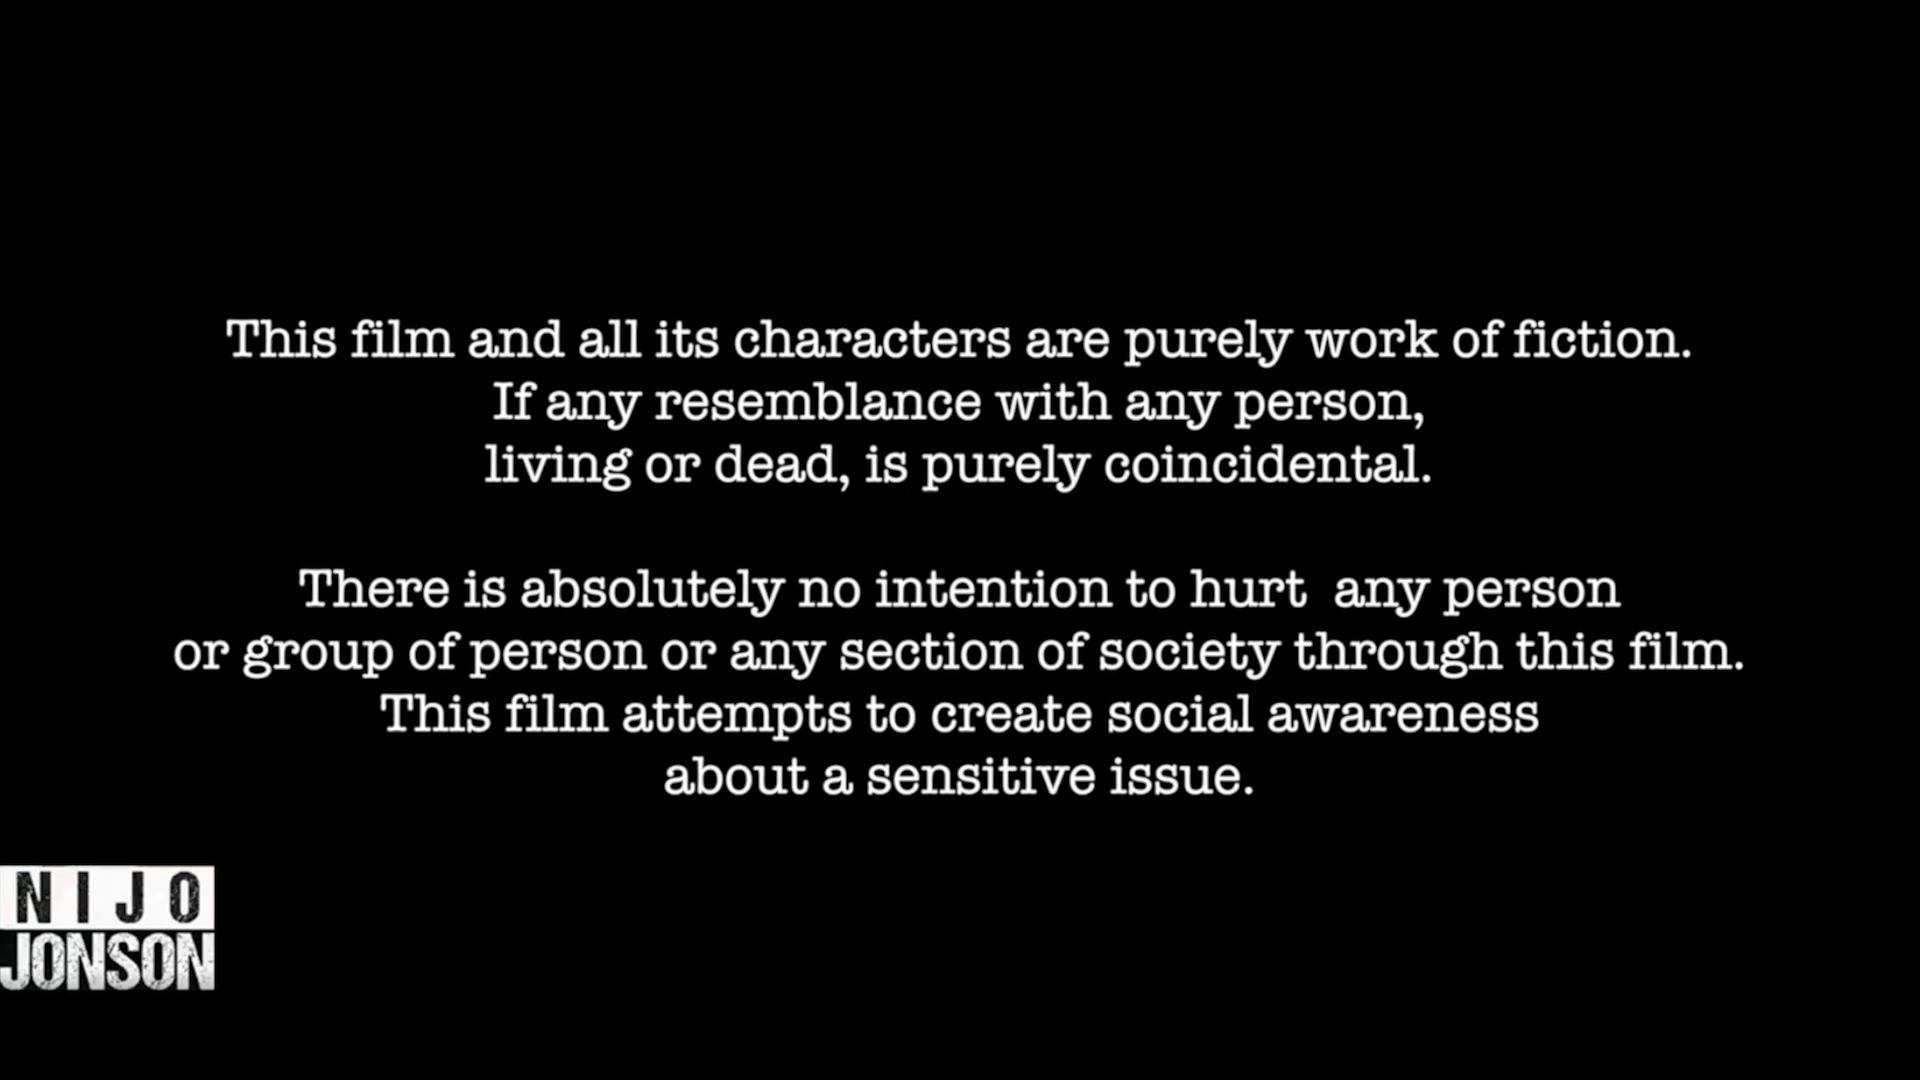 This film and all its characters are purely work of fiction.
If any resemblance with any person,
living or dead, is purely coincidental.
There is absolutely no intention to hurt  any person
or group of person or any section of society through this film.
This film attempts to create social awareness
about a sensitive issue.
NIJO
JONSON